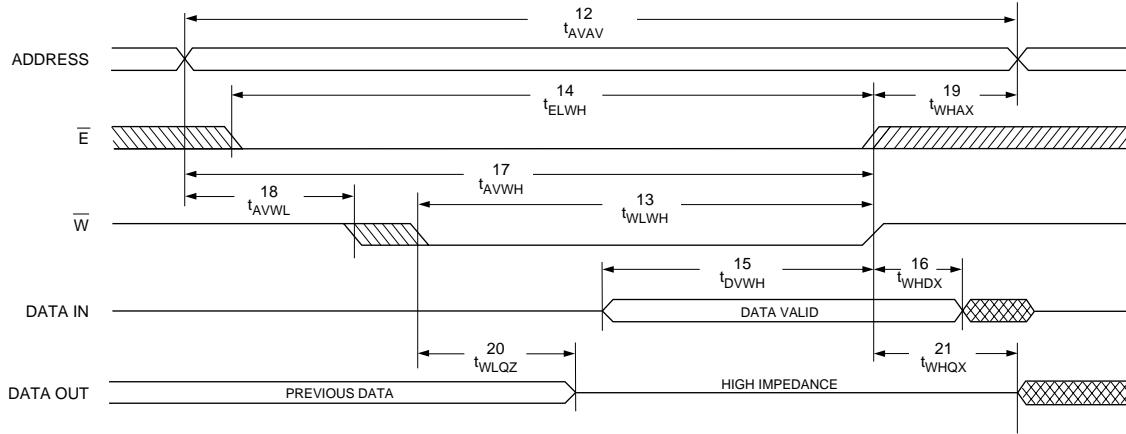 12
tAVAV
ADDRESS
14
tELWH
19
tWHAX
E
17
tAVWH
18
tAVWL
13
tWLWH
W
15
tDVWH
16
tWHDX
DATA IN
DATA VALID
20
tWLQZ
21
tWHQX
DATA OUT
PREVIOUS DATA
HIGH IMPEDANCE